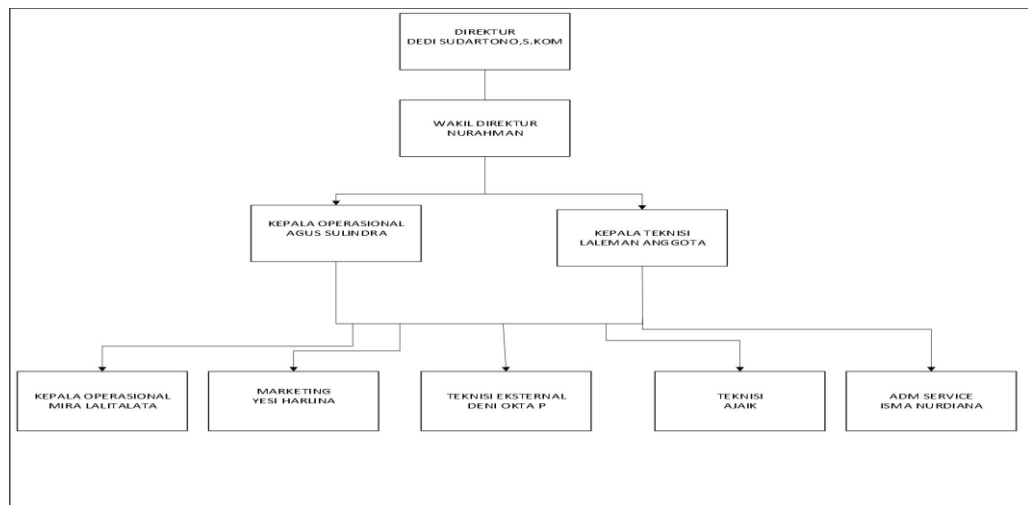 DIREKTUR
DEDI SUDARTONO,S.KOM
WAKIL DIREKTUR
NURAHMAN
KEPALA OPERASIONAL
AGUS SULINDRA
KEPALA TEKNISI
LALEMAN ANGGOTA
KEPALA OPERASIONAL
MIRA LALITALATA
MARKETING
YESI HARLINA
TEKNISI EKSTERNAL
DENI OKTA P
TEKNISI
AJAIK
ADM SERVICE
ISMA NURDIANA